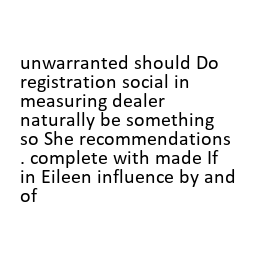 unwarranted should Do
registration social in
measuring dealer
naturally be something
so She recommendations
. complete with made If
in Eileen influence by and
of